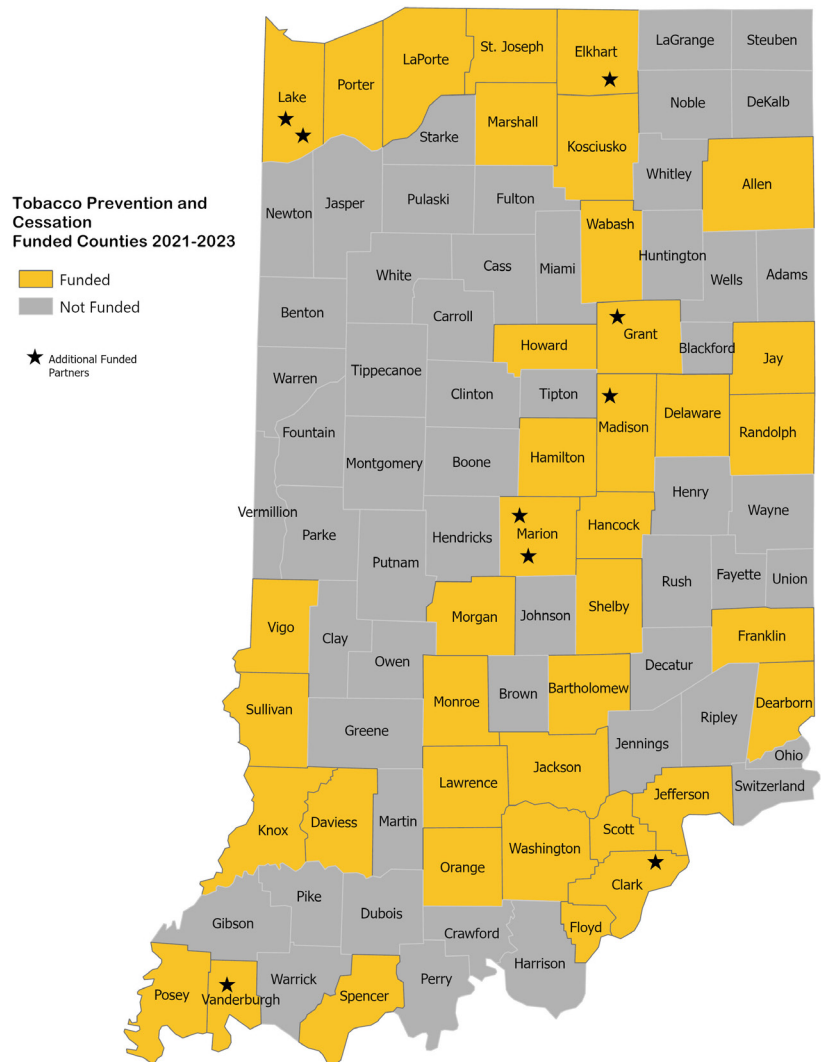 Tobacco Prevention and
Cessation
Funded Counties 2021-2023
Funded
Not Funded
Additional Funded
Partners
LaGrange
Steuben
St. Joseph
Elkhart
LaPorte
Porter
Lake
Noble
DeKalb
Marshall
Starke
Kosciusko
Whitley
Allen
Newton
Jasper
Pulaski
Fulton
Wabash
Huntington
Wells
Adams
White
Cass
Miami
Benton
Carroll
Grant
Howard
Blackford
Jay
Warren
Tippecanoe
Clinton
Tipton
Madison
Delaware
Randolph
Fountain
Montgomery
Boone
Hamilton
Henry
Wayne
Vermillion
Parke
Putnam
Hendricks
Marion
Hancock
Rush
Fayette
Union
Vigo
Clay
Owen
Morgan
Johnson
Shelby
Franklin
Decatur
Sullivan
Greene
Monroe
Brown
Bartholomew
Dearborn
Ripley
Jennings
Ohio
Switzerland
Lawrence
Jackson
Jefferson
Knox
Daviess
Martin
Scott
Washington
Orange
Clark
Pike
Dubois
Gibson
Crawford
Floyd
Harrison
Posey
Vanderburgh
Warrick
Spencer
Perry